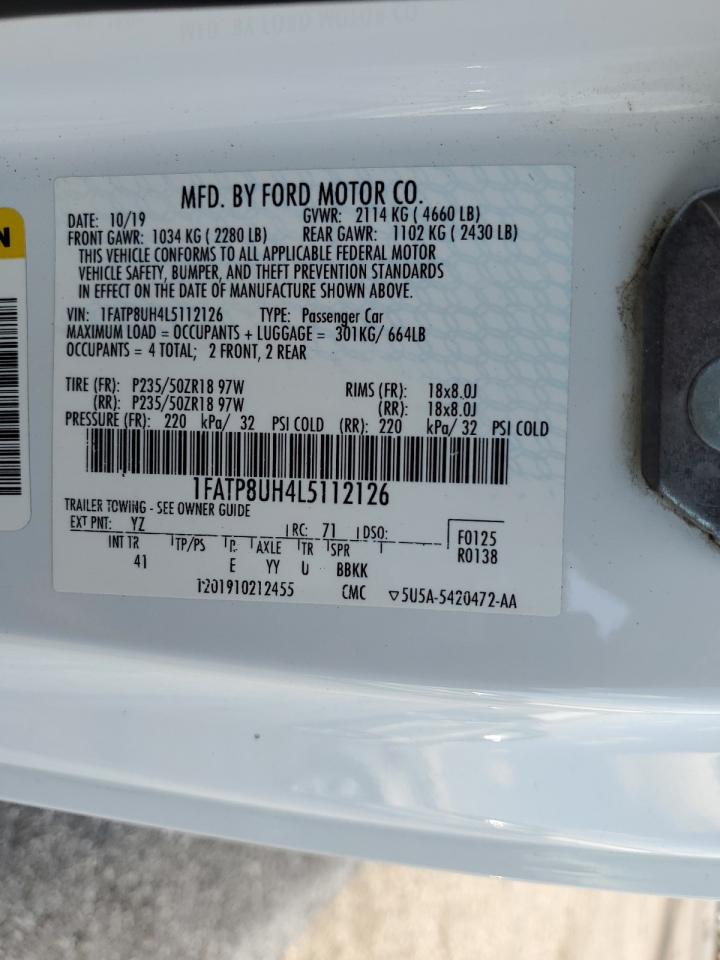 MFD. BY FORD MOTOR CO.
DATE: 10/19 GVWR: 2114 KG ( 4660 LB)
FRONT GAWR: 1034 KG ( 2280 LB) REAR GAWR: 1102 KG ( 2430 LB)
THIS VEHICLE CONFORMS TO ALL APPLICABLE FEDERAL MOTOR
VEHICLE SAFETY, BUMPER, AND THEFT PREVENTION STANDARDS
IN EFFECT ON THE DATE OF MANUFACTURE SHOWN ABOVE.
VIN: 1FATP8UH4L5112126 TYPE: Passenger Car
MAXIMUM LOAD = OCCUPANTS + LUGGAGE = 301KG/ 664LB
OCCUPANTS = 4 TOTAL; 2 FRONT, 2 REAR
TIRE (FR): P235/50ZR18 97W RIMS (FR): 18x8.0J
(RR): P235/50ZR18 97W (RR): 18x8.0J
PRESSURE (FR): 220 kPa/ 32 PSI COLD (RR): 220 kPa/ 32 PSI COLD
1FATP8UH4L5112126
TRAILER TOWING - SEE OWNER GUIDE
EXT PNT: YZ RC: 71 DSO: F0125
INT TR TP/PS R AXLE TR SPR R0138
41 E YY U BBKK
T201910212455 CMC ▽5U5A-5420472-AA
N